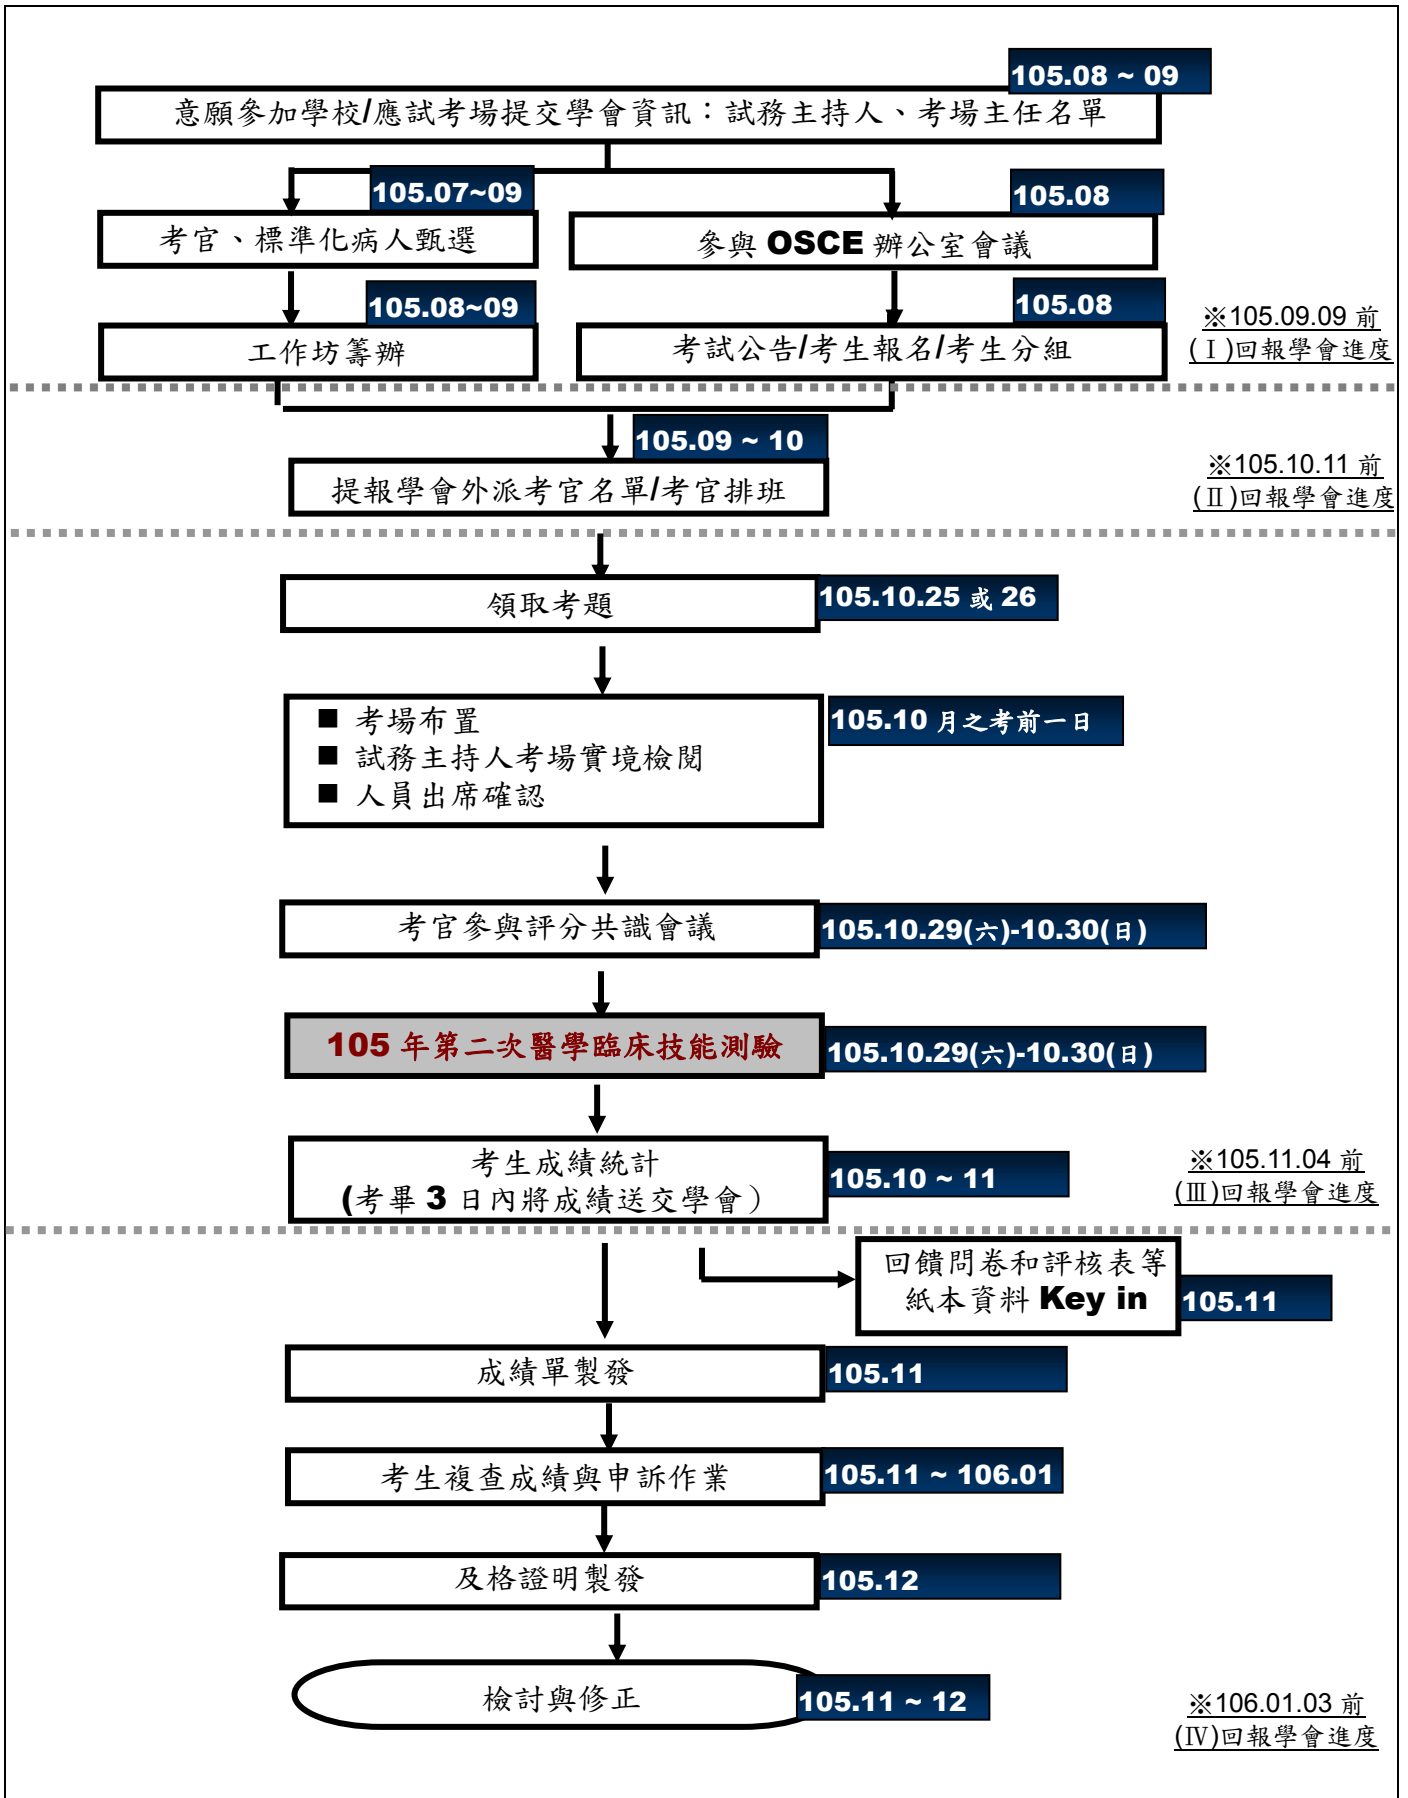 105.08 ~ 09
意願參加學校/應試考場提交學會資訊：試務主持人、考場主任名單
105.07~09
考官、標準化病人甄選
105.08
參與 OSCE 辦公室會議
105.08~09
工作坊籌辦
105.08
考試公告/考生報名/考生分組
※105.09.09 前
(Ⅰ)回報學會進度
105.09 ~ 10
提報學會外派考官名單/考官排班
※105.10.11 前
(Ⅱ)回報學會進度
領取考題
105.10.25 或 26
■ 考場布置
■ 試務主持人考場實境檢閱
■ 人員出席確認
105.10 月之考前一日
考官參與評分共識會議
105.10.29(六)-10.30(日)
105 年第二次醫學臨床技能測驗
105.10.29(六)-10.30(日)
考生成績統計
(考畢 3 日內將成績送交學會）
105.10 ~ 11
※105.11.04 前
(Ⅲ)回報學會進度
回饋問卷和評核表等
紙本資料 Key in
105.11
成績單製發
105.11
考生複查成績與申訴作業
105.11 ~ 106.01
及格證明製發
105.12
檢討與修正
105.11 ~ 12
※106.01.03 前
(Ⅳ)回報學會進度